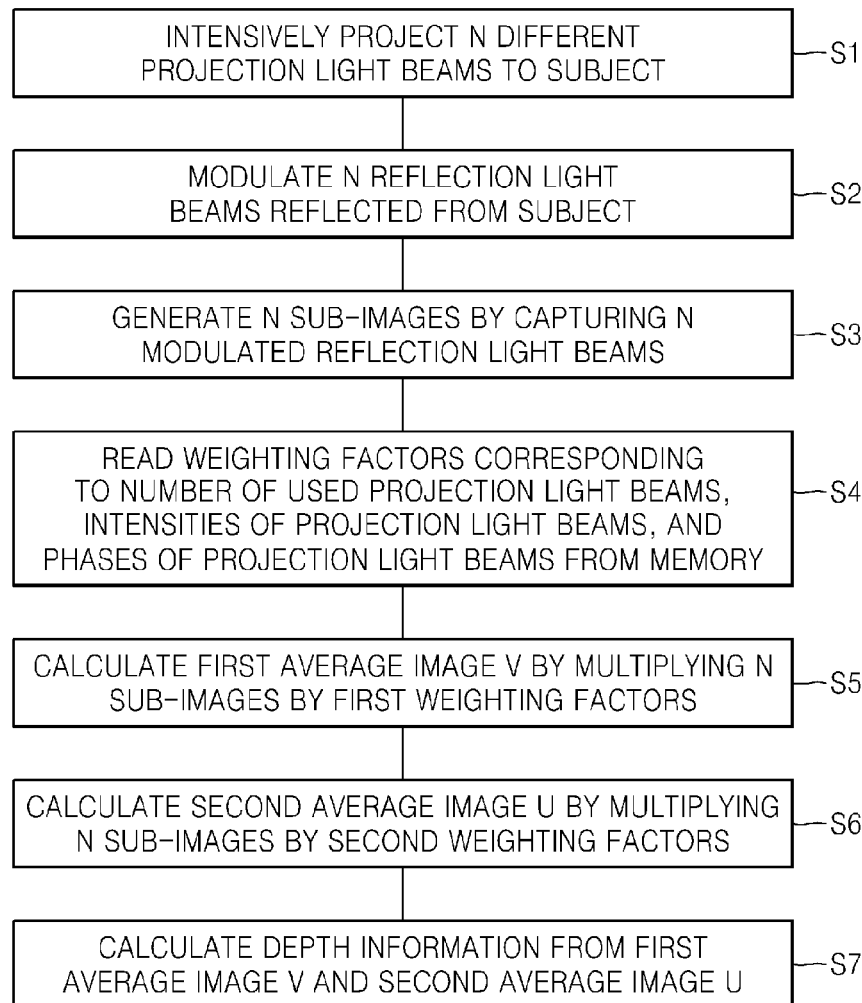 INTENSIVELY PROJECT N DIFFERENT
PROJECTION LIGHT BEAMS TO SUBJECT
S1
MODULATE N REFLECTION LIGHT
BEAMS REFLECTED FROM SUBJECT
S2
GENERATE N SUB-IMAGES BY CAPTURING N
MODULATED REFLECTION LIGHT BEAMS
S3
READ WEIGHTING FACTORS CORRESPONDING
TO NUMBER OF USED PROJECTION LIGHT BEAMS,
INTENSITIES OF PROJECTION LIGHT BEAMS, AND
PHASES OF PROJECTION LIGHT BEAMS FROM MEMORY
S4
CALCULATE FIRST AVERAGE IMAGE V BY MULTIPLYING N
SUB-IMAGES BY FIRST WEIGHTING FACTORS
S5
CALCULATE SECOND AVERAGE IMAGE U BY MULTIPLYING
N SUB-IMAGES BY SECOND WEIGHTING FACTORS
S6
CALCULATE DEPTH INFORMATION FROM FIRST
AVERAGE IMAGE V AND SECOND AVERAGE IMAGE U
S7